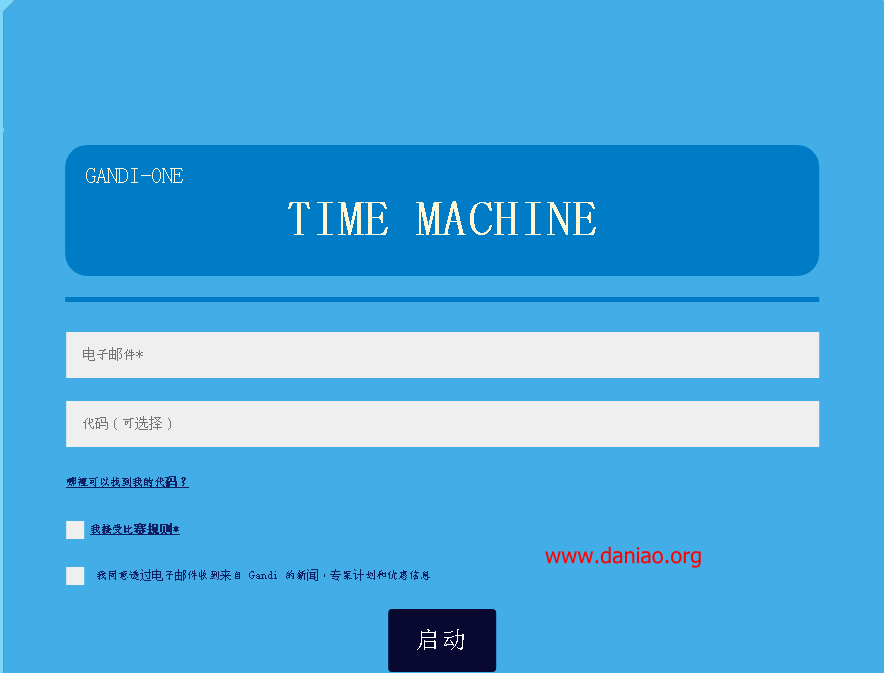 GANDI-ONE
TIME MACHINE
电子邮件*
代码（可选择）
哪裡可以找到我的代码？
我接受比赛规则*
我同意透过电子邮件收到来自 Gandi 的新闻，专案计划和优惠信息
www.daniao.org
启动